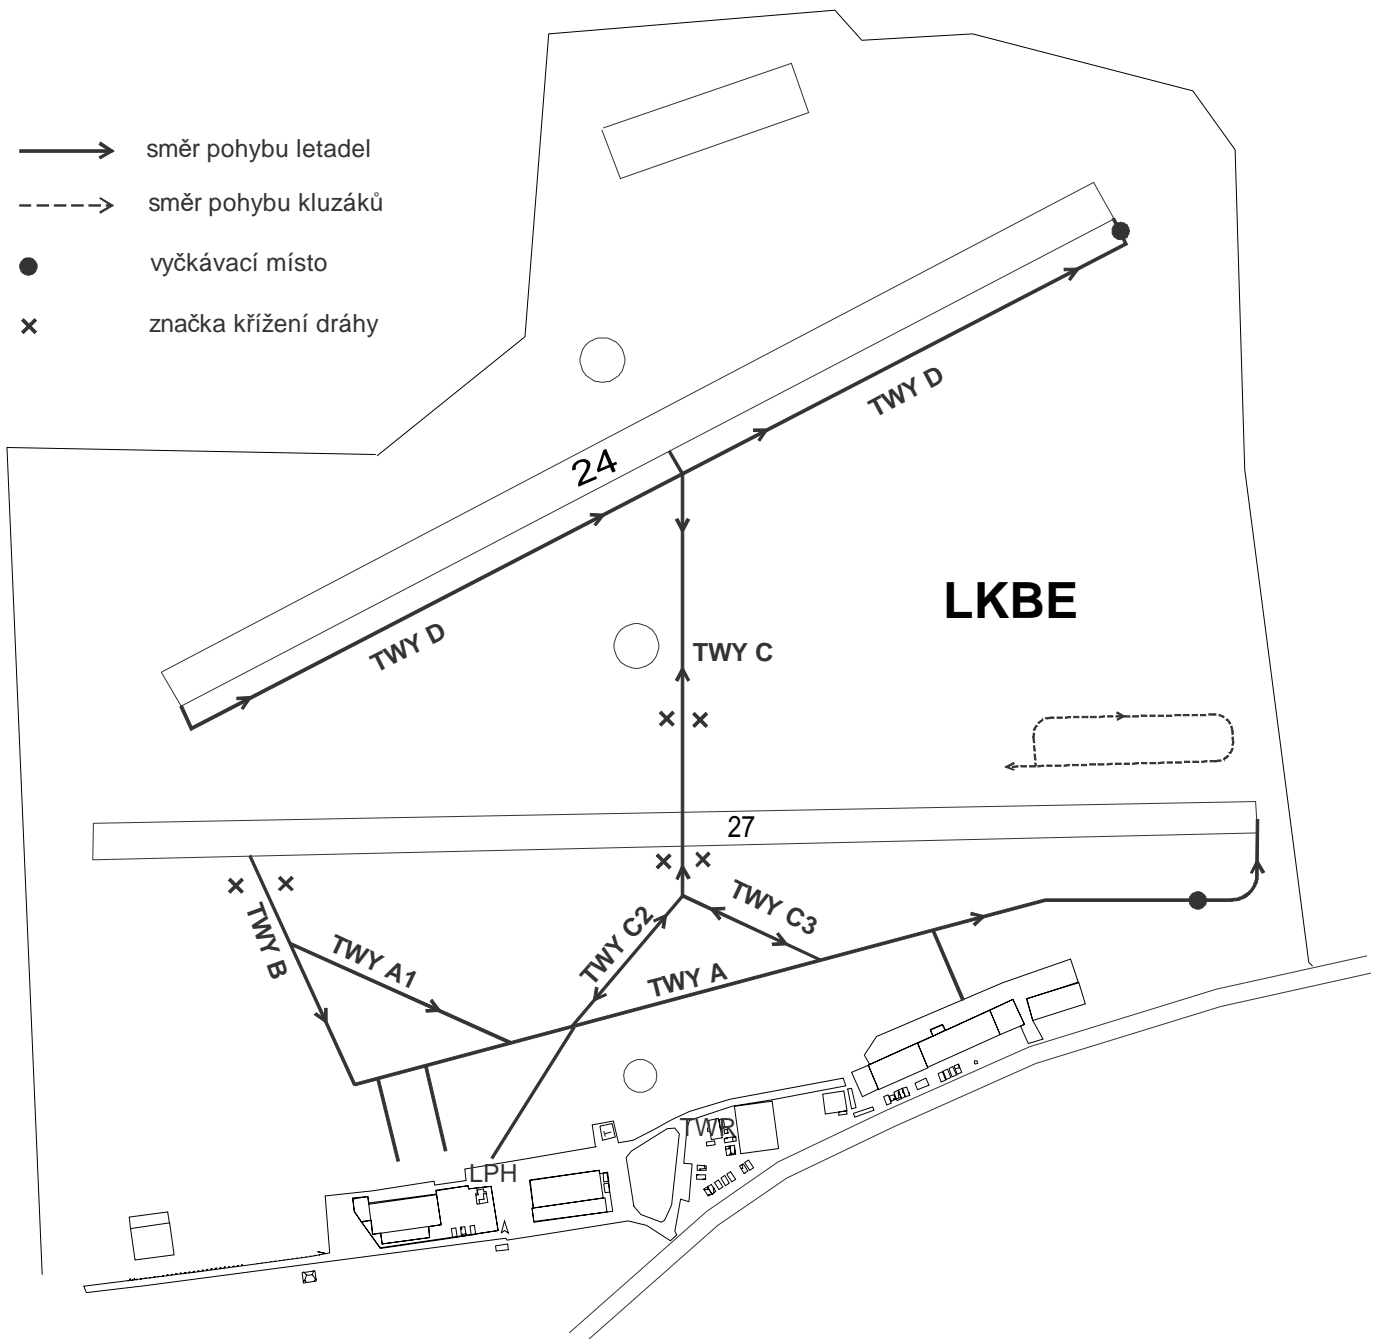 směr pohybu letadel
směr pohybu kluzáků
vyčkávací místo
značka křížení dráhy
TWY D
24
LKBE
TWY D
TWY C
27
TWY B
TWY A1
TWY C2
TWY C3
TWY A
TWR
LPH
T